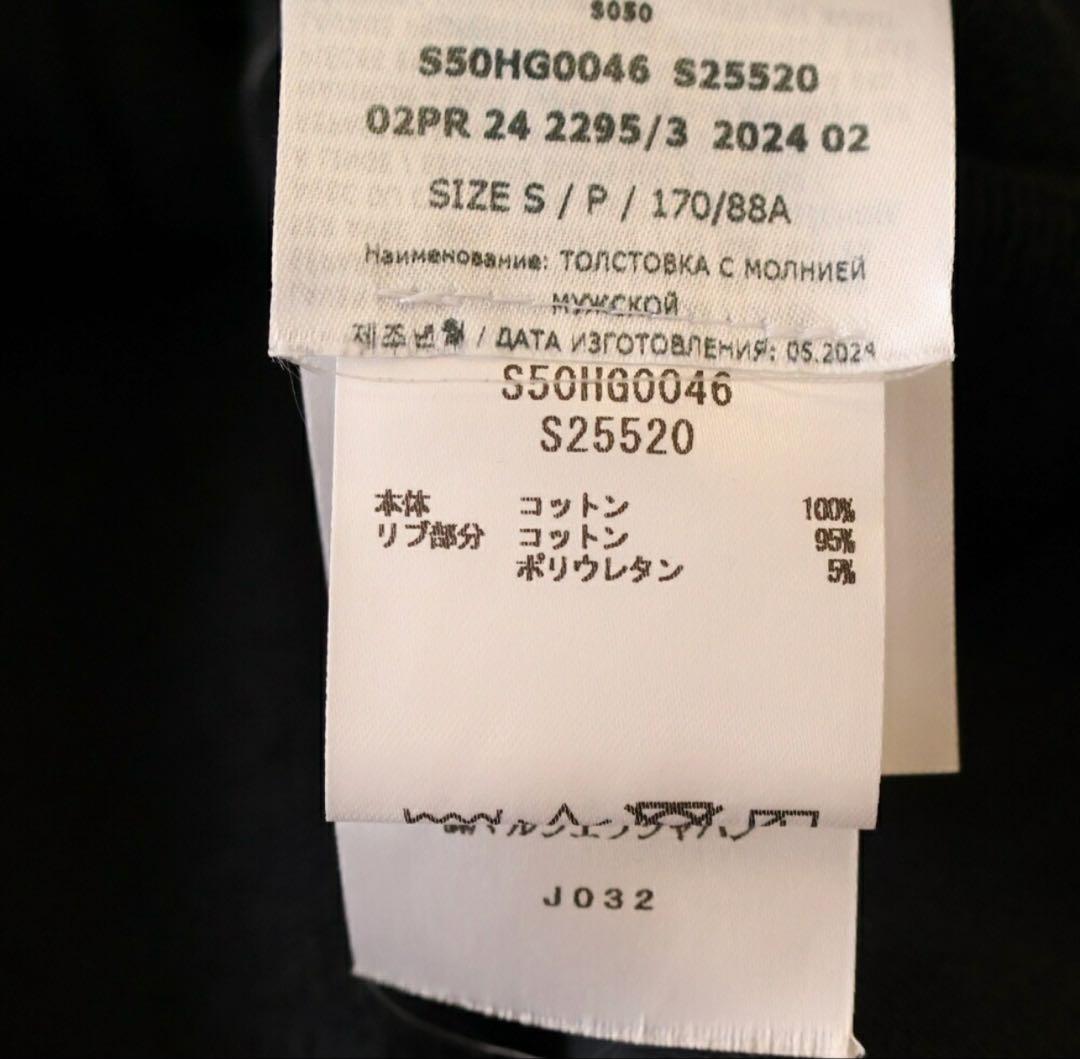 S050
S50HG0046 S25520
02PR 24 2295/3 2024 02
SIZE S / P / 170/88A
Наименование: ТОЛСТОВКА С МОЛНИЕЙ
МУЖСКОЙ
제조년월 / ДАТА ИЗГОТОВЛЕНИЯ: 05.2024
S50HG0046
S25520
本体 コットン 100%
リブ部分 コットン 95%
ポリウレタン 5%
J032